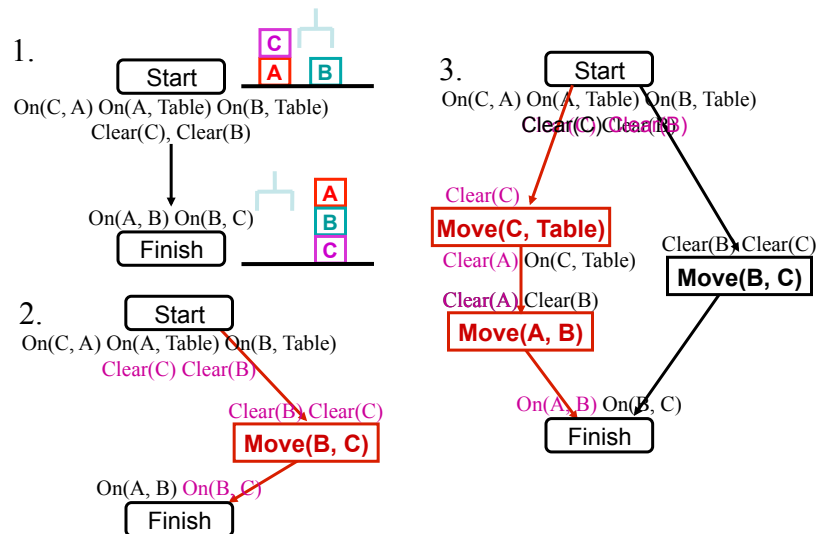 1.
C
A B
Start
On(C, A) On(A, Table) On(B, Table)
Clear(C), Clear(B)
On(A, B) On(B, C)
Finish
A
B
C
2.
Start
On(C, A) On(A, Table) On(B, Table)
Clear(C) Clear(B)
Clear(B) Clear(C)
Move(B, C)
On(A, B) On(B, C)
Finish
3.
Start
On(C, A) On(A, Table) On(B, Table)
Clear(C) Clear(B)
Clear(C)
Move(C, Table)
Clear(A) On(C, Table)
Clear(A) Clear(B)
Move(A, B)
Clear(B) Clear(C)
Move(B, C)
On(A, B) On(B, C)
Finish